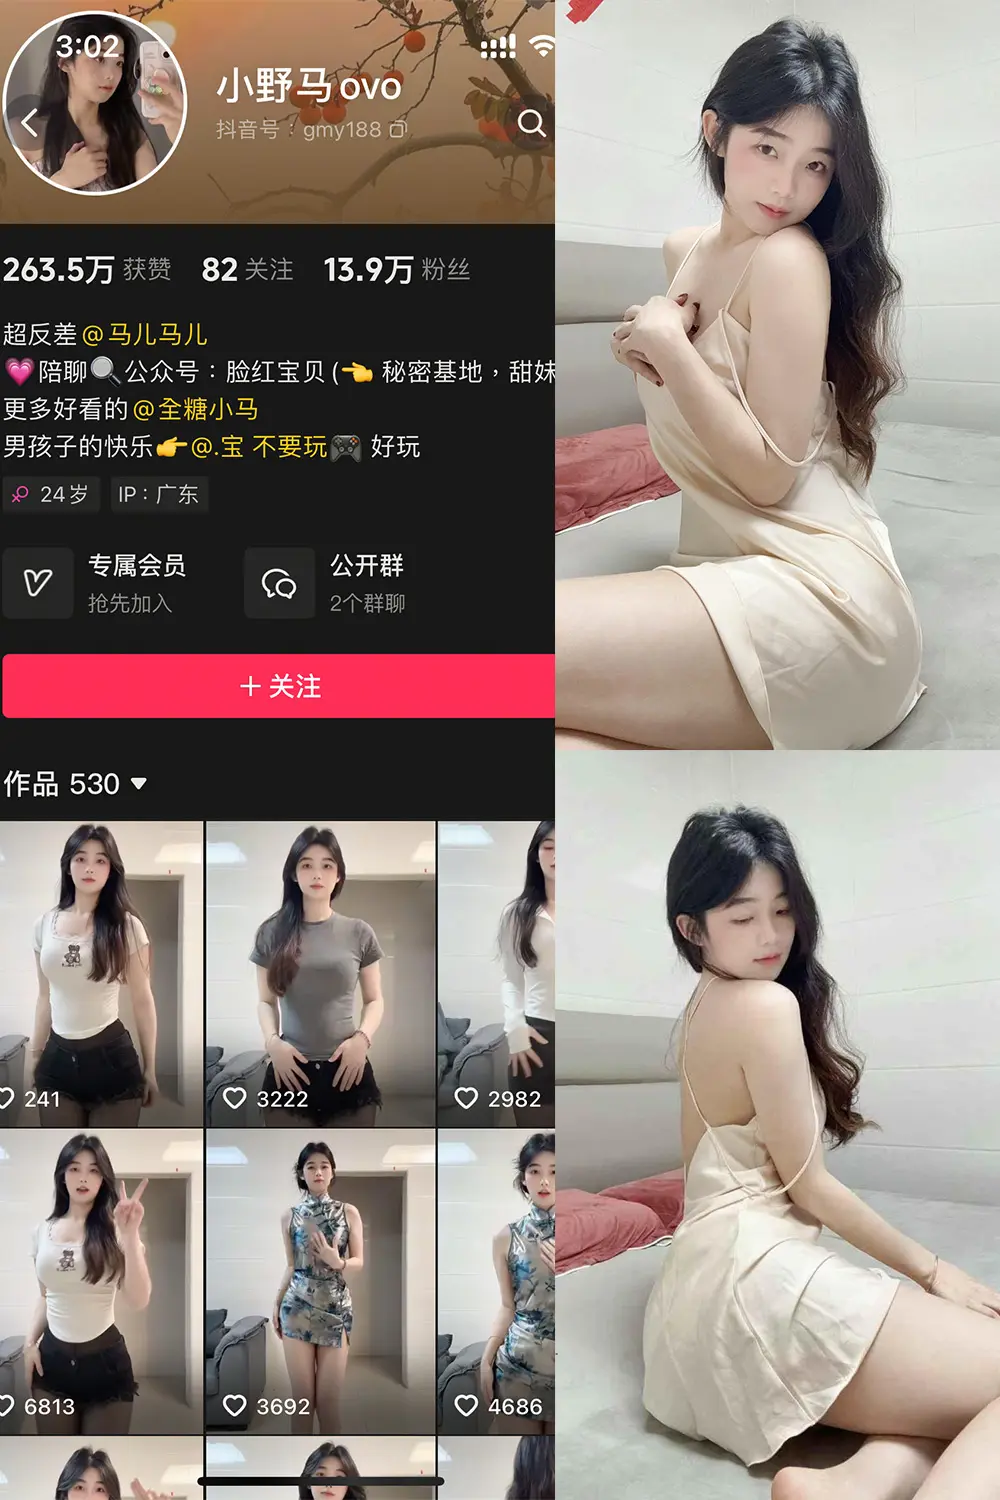 3:02
小野马ovo
抖音号：gmy188
263.5万 获赞 82 关注 13.9万 粉丝
超反差@马儿马儿
💗陪聊🔍公众号：脸红宝贝(👈 秘密基地，甜妹
更多好看的@全糖小马
男孩子的快乐👉@.宝 不要玩🎮 好玩
24岁 IP：广东
专属会员 公开群
抢先加入 2个群聊
+ 关注
作品 530
241 3222 2982
6813 3692 4686